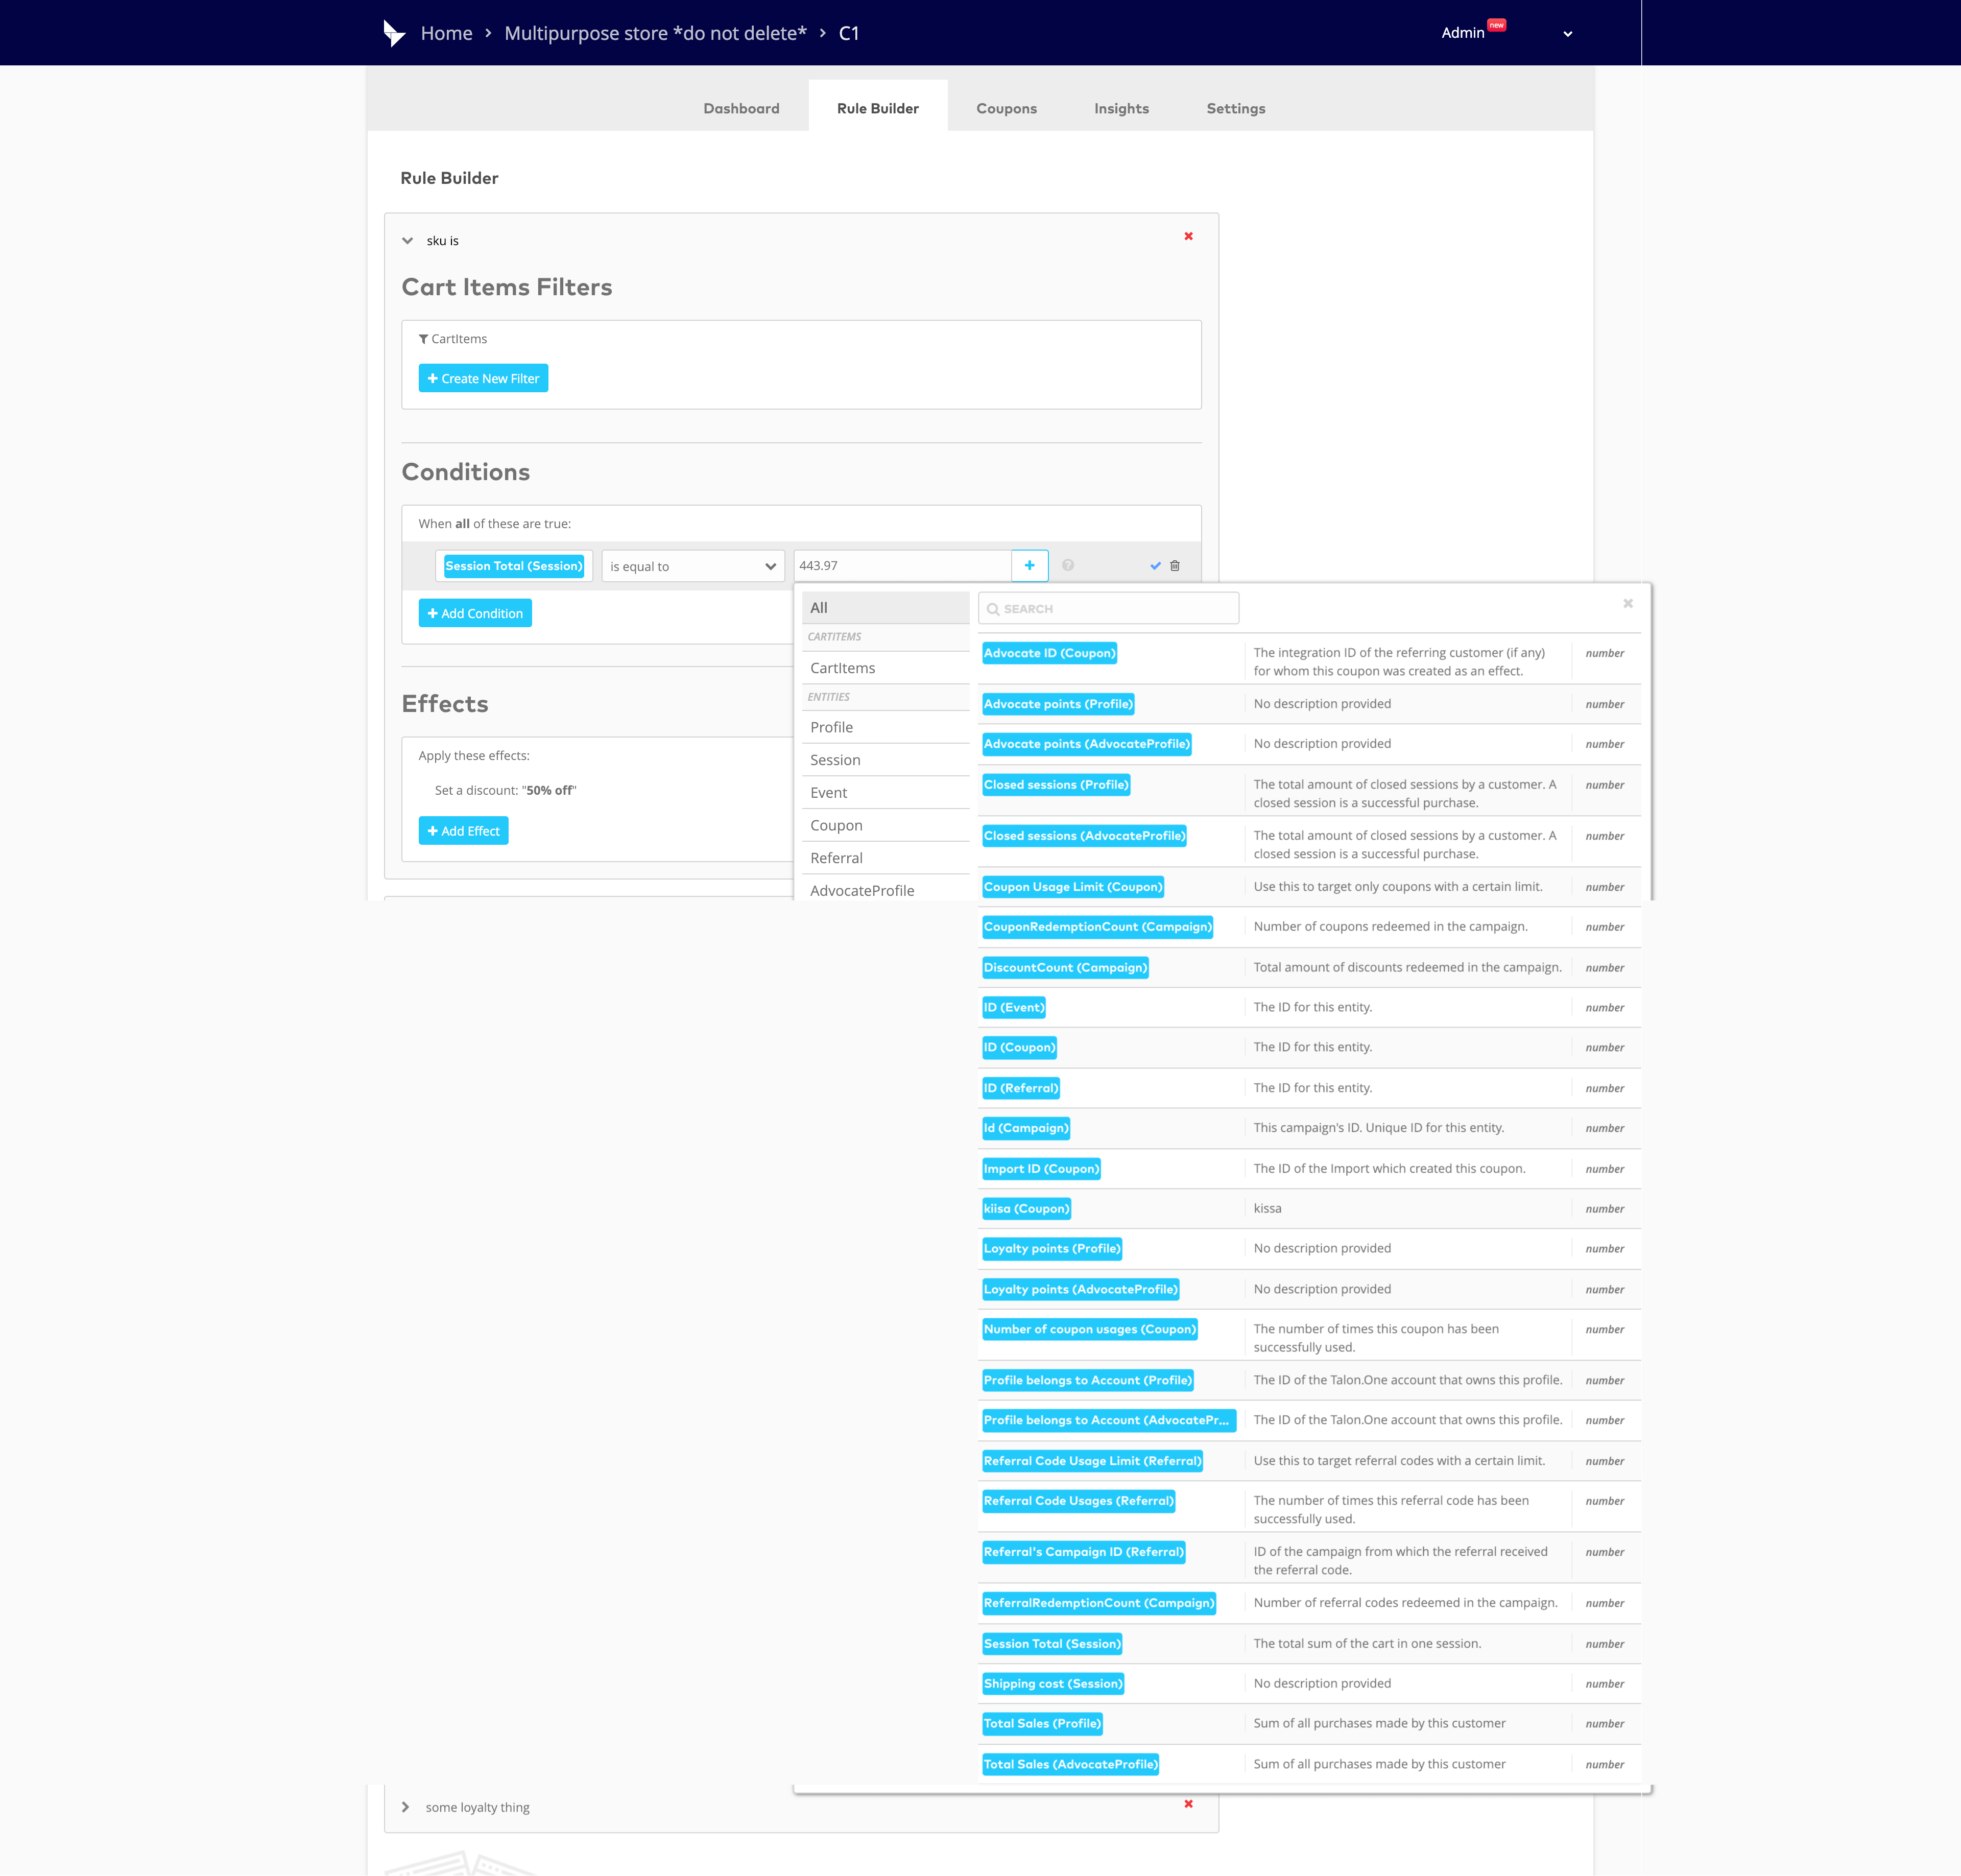 Home > Multipurpose store *do not delete* > C1
Admin new
Dashboard
Rule Builder
Coupons
Insights
Settings
Rule Builder
sku is
Cart Items Filters
CartItems
+ Create New Filter
Conditions
When all of these are true:
Session Total (Session)
is equal to
443.97
+
?
+ Add Condition
Effects
Apply these effects:
Set a discount: "50% off"
+ Add Effect
All
CARTITEMS
CartItems
ENTITIES
Profile
Session
Event
Coupon
Referral
AdvocateProfile
SEARCH
Advocate ID (Coupon)
The integration ID of the referring customer (if any)
for whom this coupon was created as an effect.
number
Advocate points (Profile)
No description provided
number
Advocate points (AdvocateProfile)
No description provided
number
Closed sessions (Profile)
The total amount of closed sessions by a customer. A
closed session is a successful purchase.
number
Closed sessions (AdvocateProfile)
The total amount of closed sessions by a customer. A
closed session is a successful purchase.
number
Coupon Usage Limit (Coupon)
Use this to target only coupons with a certain limit.
number
CouponRedemptionCount (Campaign)
Number of coupons redeemed in the campaign.
number
DiscountCount (Campaign)
Total amount of discounts redeemed in the campaign.
number
ID (Event)
The ID for this entity.
number
ID (Coupon)
The ID for this entity.
number
ID (Referral)
The ID for this entity.
number
Id (Campaign)
This campaign's ID. Unique ID for this entity.
number
Import ID (Coupon)
The ID of the Import which created this coupon.
number
kiisa (Coupon)
kissa
number
Loyalty points (Profile)
No description provided
number
Loyalty points (AdvocateProfile)
No description provided
number
Number of coupon usages (Coupon)
The number of times this coupon has been
successfully used.
number
Profile belongs to Account (Profile)
The ID of the Talon.One account that owns this profile.
number
Profile belongs to Account (AdvocatePr...
The ID of the Talon.One account that owns this profile.
number
Referral Code Usage Limit (Referral)
Use this to target referral codes with a certain limit.
number
Referral Code Usages (Referral)
The number of times this referral code has been
successfully used.
number
Referral's Campaign ID (Referral)
ID of the campaign from which the referral received
the referral code.
number
ReferralRedemptionCount (Campaign)
Number of referral codes redeemed in the campaign.
number
Session Total (Session)
The total sum of the cart in one session.
number
Shipping cost (Session)
No description provided
number
Total Sales (Profile)
Sum of all purchases made by this customer
number
Total Sales (AdvocateProfile)
Sum of all purchases made by this customer
number
some loyalty thing